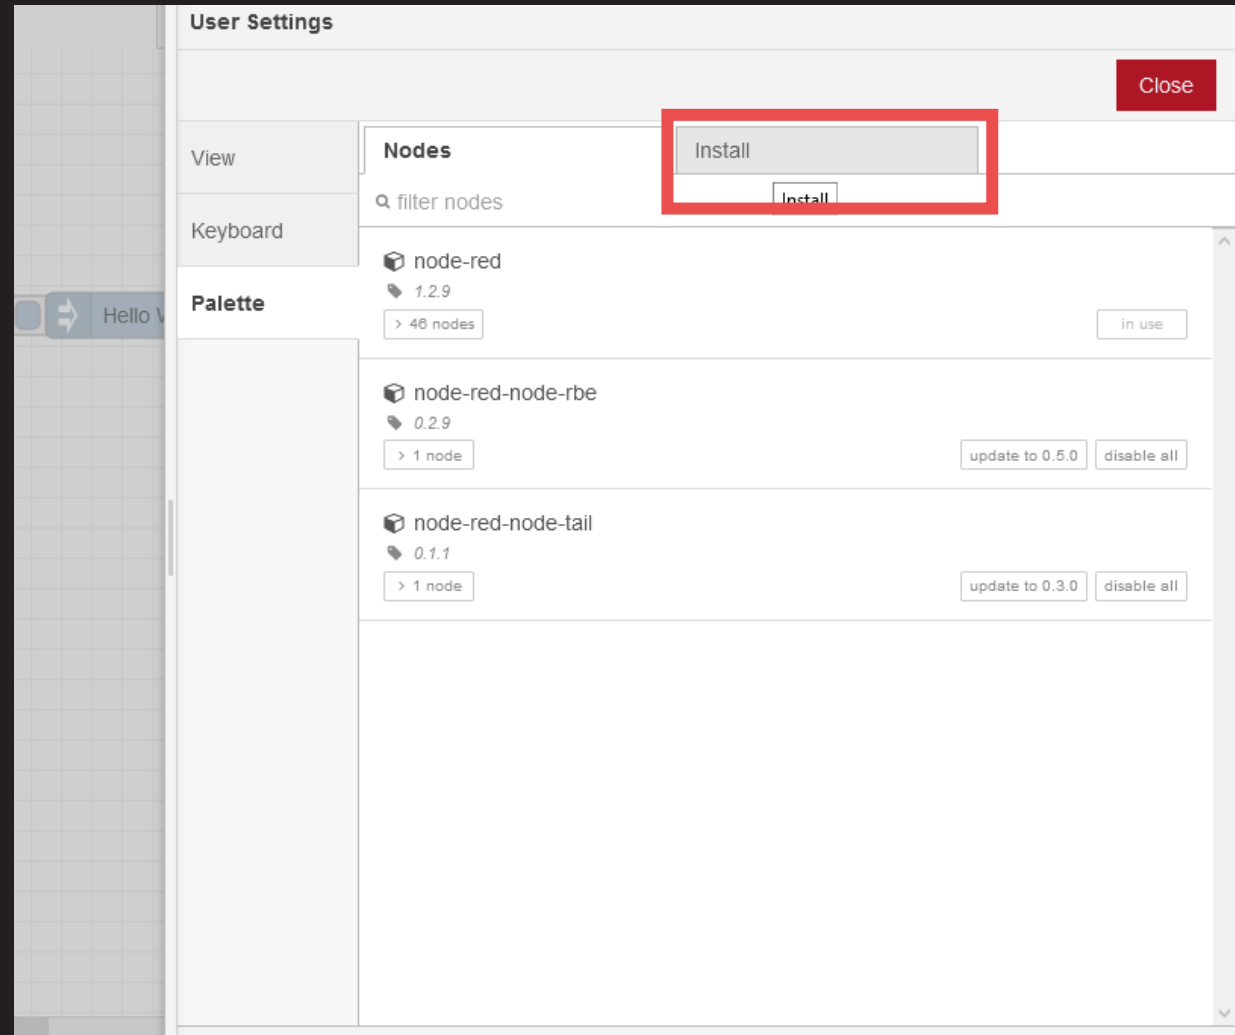 User Settings
Close
View
Nodes
Install
filter nodes
Install
Keyboard
node-red
1.2.9
Palette
Hello
> 46 nodes
in use
node-red-node-rbe
0.2.9
> 1 node
update to 0.5.0
disable all
node-red-node-tail
0.1.1
> 1 node
update to 0.3.0
disable all